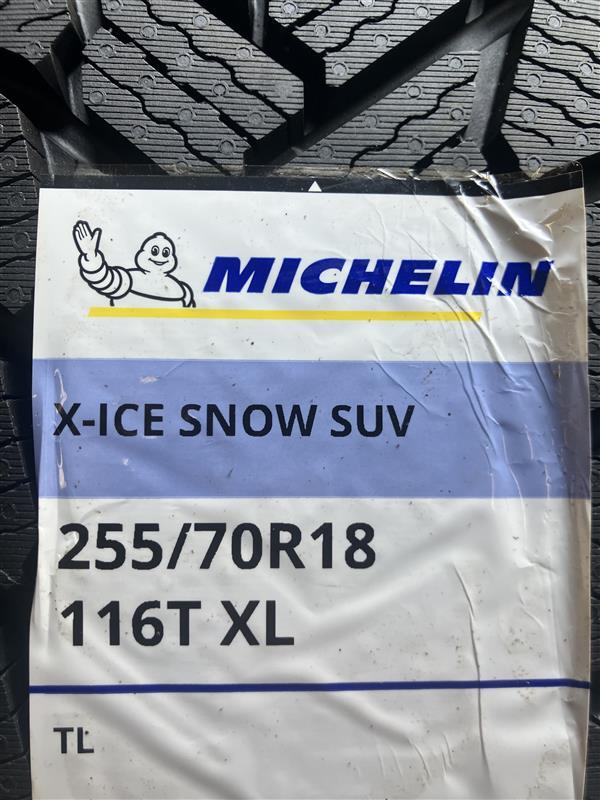 MICHELIN
X-ICE SNOW SUV
255/70R18
116T XL
TL